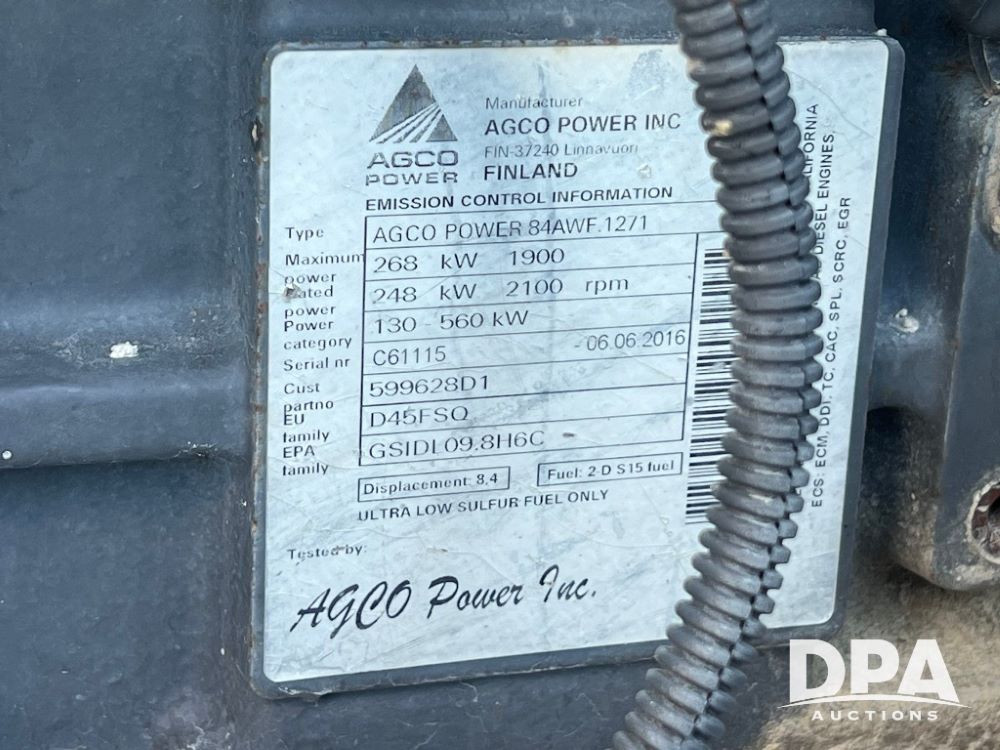 AGCO
POWER
Manufacturer
AGCO POWER INC
FIN-37240 Linnavuori
FINLAND
EMISSION CONTROL INFORMATION
Type AGCO POWER 84AWF.1271
Maximum power 268 kW 1900
Rated power 248 kW 2100 rpm
Power category 130 - 560 kW
Serial nr C61115 06.06.2016
Cust partno 599628D1
EU family D45FSQ
EPA family GSIDL09.8H6C
Displacement 8,4 Fuel: 2-D S15 fuel
ULTRA LOW SULFUR FUEL ONLY
Tested by:
AGCO Power Inc.
DIESEL ENGINES.
ECS: ECM, DDI, TC, CAC, SPL, SCRC, EGR
DPA
AUCTIONS